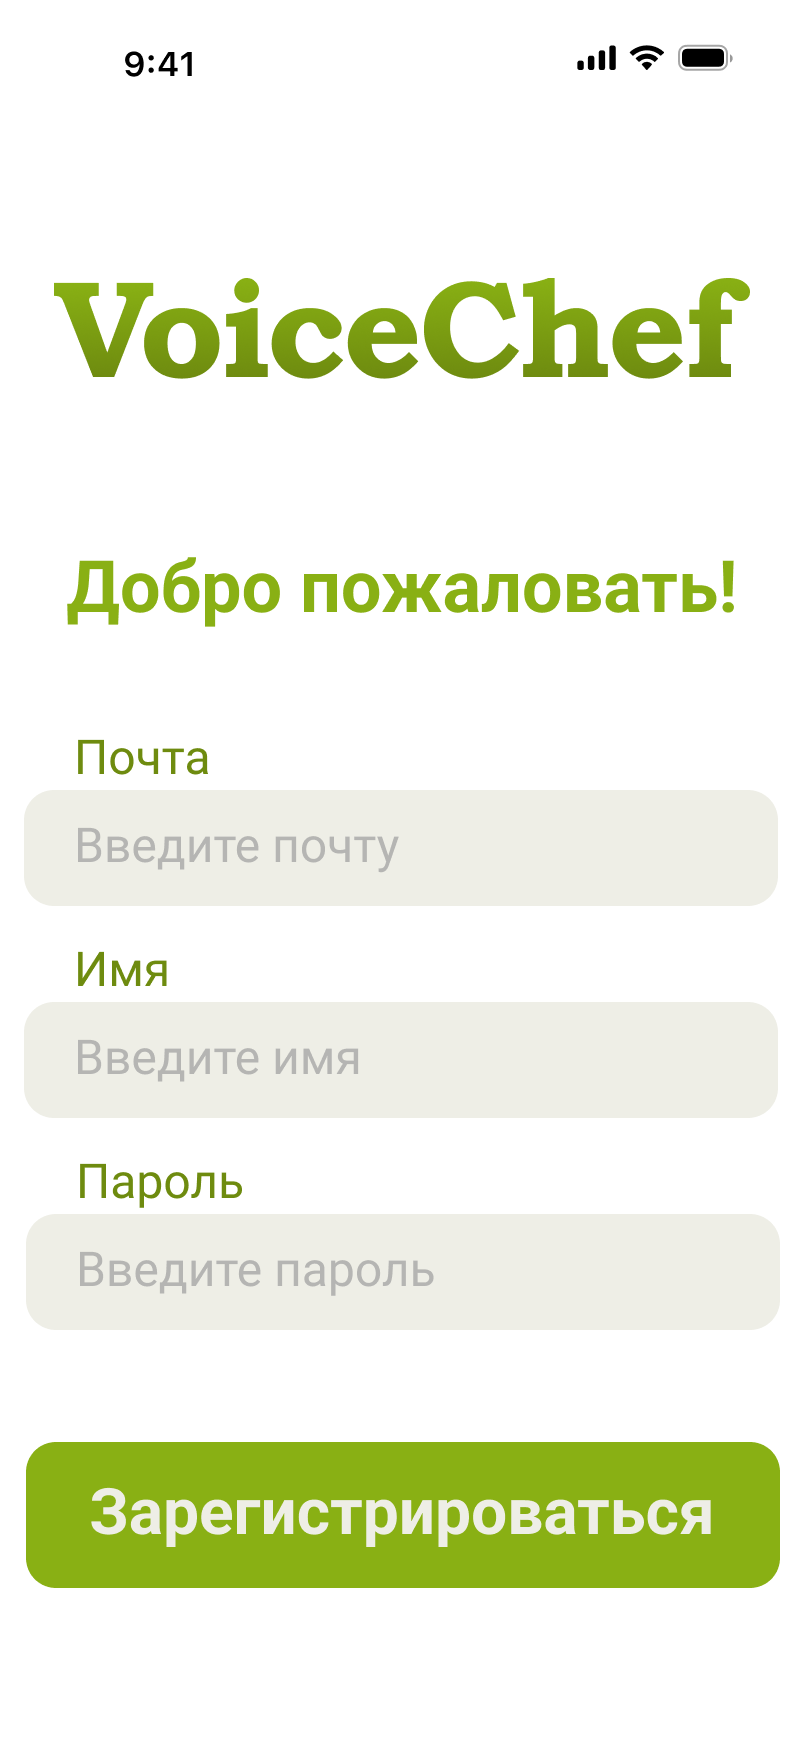 9:41
VoiceChef
Добро пожаловать!
Почта
Введите почту
Имя
Введите имя
Пароль
Введите пароль
Зарегистрироваться